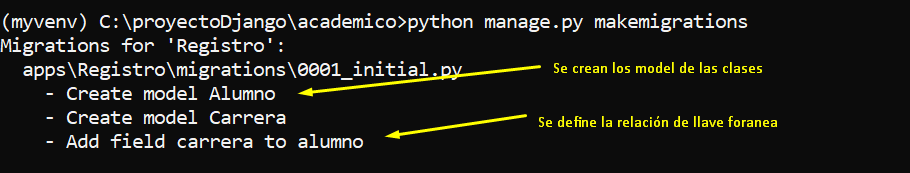 (myvenv) C:\proyectoDjango\academico>python manage.py makemigrations
Migrations for 'Registro':
apps\Registro\migrations\0001_initial.py
Se crean los model de las clases
- Create model Alumno
- Create model Carrera
Se define la relación de llave foranea
- Add field carrera to alumno